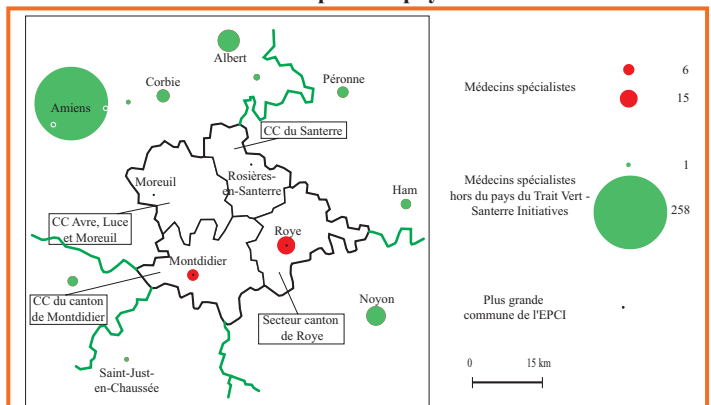 Albert
Corbie
Péronne
Amiens
CC du Santerre
Moreuil
Rosières-
en-Santerre
Ham
CC Avre, Luce
et Moreuil
Roye
Montdidier
CC du canton
de Montdidier
Noyon
Secteur canton
de Roye
Saint-Just-
en-Chaussée
Médecins spécialistes
6
15
1
Médecins spécialistes
hors du pays du Trait Vert -
Santerre Initiatives
258
Plus grande
commune de l'EPCI
0
15 km